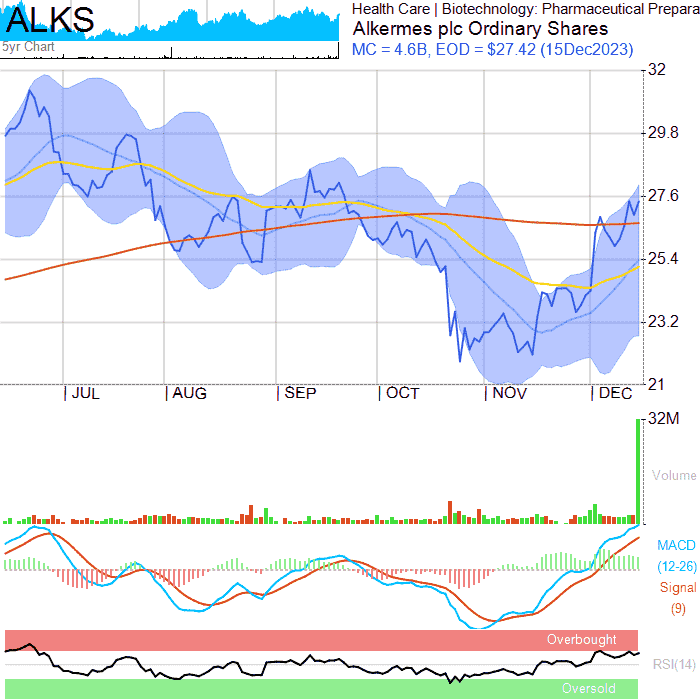 ALKS
5yr Chart
Health Care | Biotechnology: Pharmaceutical Prepara
Alkermes plc Ordinary Shares
MC = 4.6B, EOD = $27.42 (15Dec2023)
32
29.8
27.6
25.4
23.2
21
JUL
AUG
SEP
OCT
NOV
DEC
32M
Volume
MACD
(12-26)
Signal
(9)
Overbought
RSI(14)
Oversold